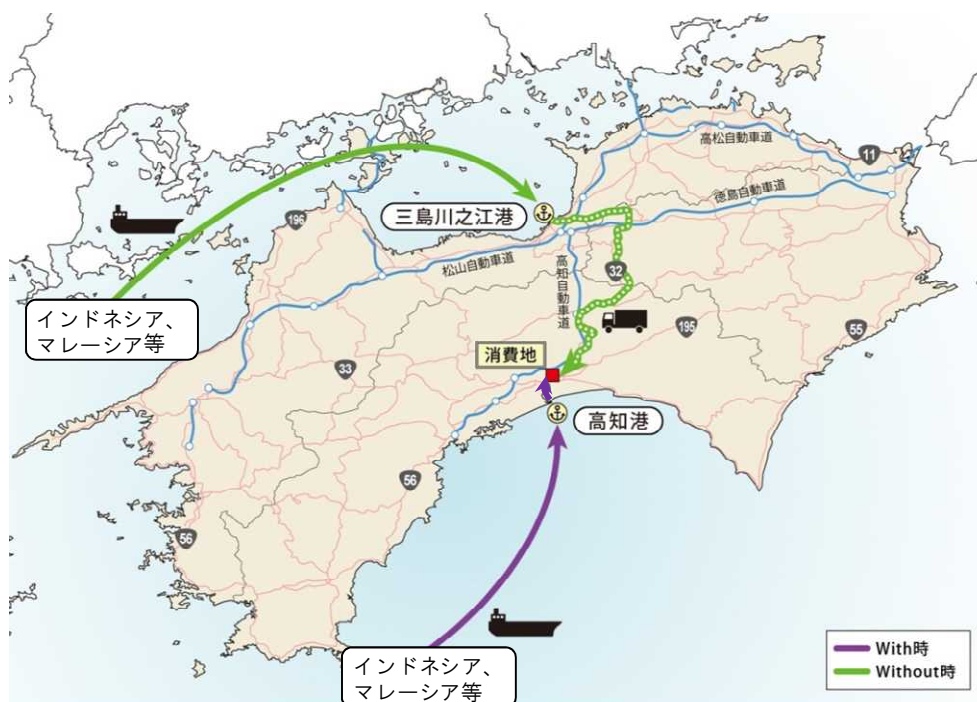 高松自動車道
11
徳島自動車道
196
三島川之江港
松山自動車道
高知自動車道
32
インドネシア、
マレーシア等
195
55
消費地
33
高知港
56
56
With時
Without時
インドネシア、
マレーシア等